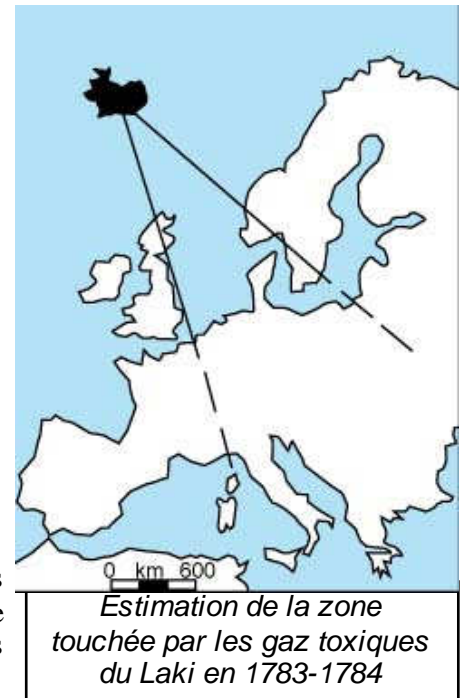 0 km 600
s
e
s
Estimation de la zone
touchée par les gaz toxiques
du Laki en 1783-1784